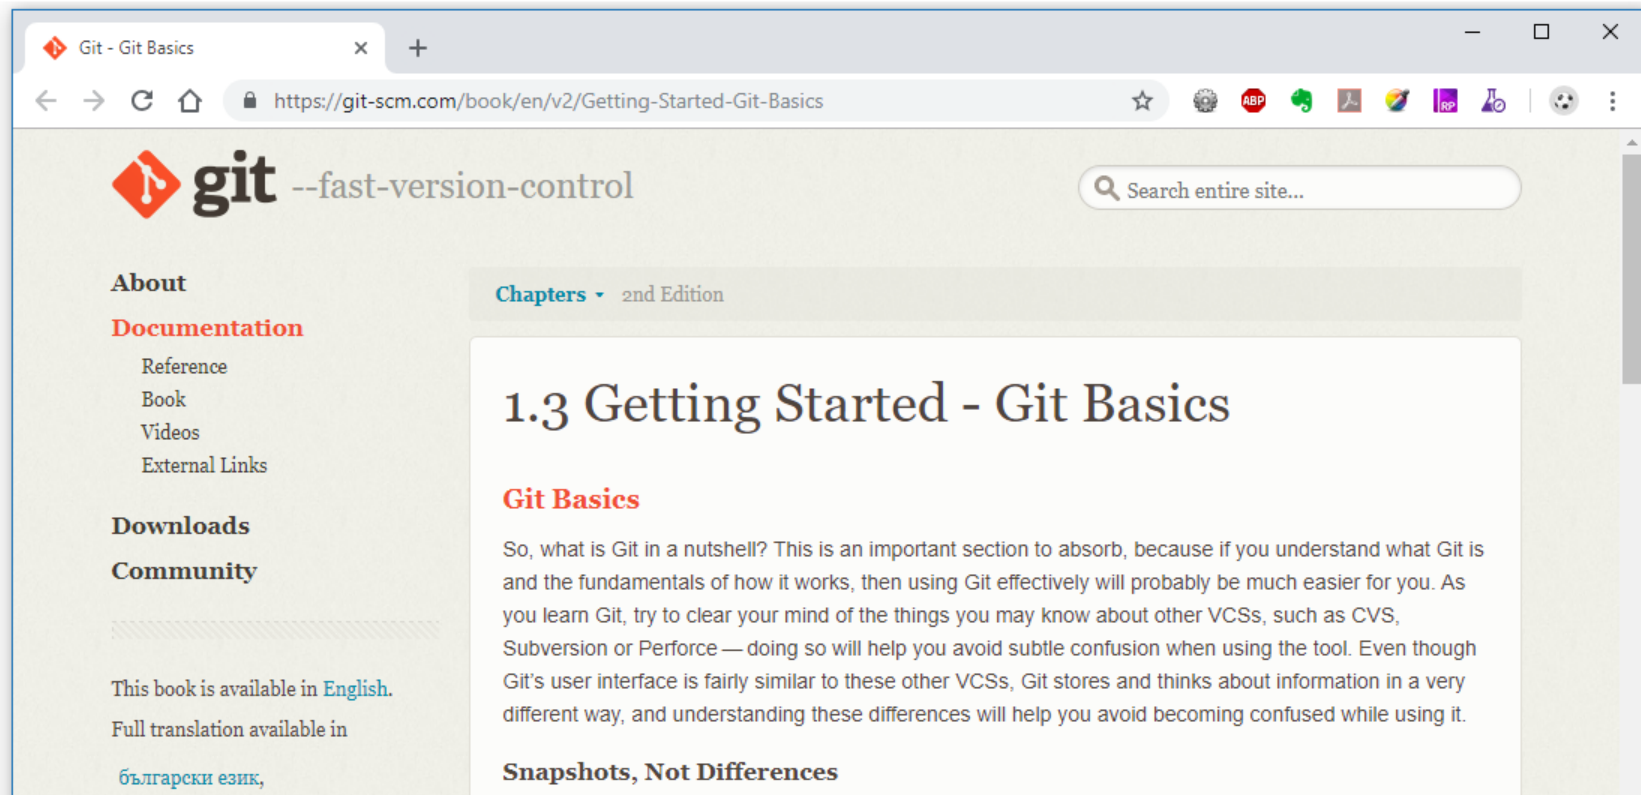 Git - Git Basics
https://git-scm.com/book/en/v2/Getting-Started-Git-Basics
ABP
RP
git --fast-version-control
Search entire site...
About
Documentation
Reference
Book
Videos
External Links
Downloads
Community
This book is available in English.
Full translation available in
български език,
Chapters 2nd Edition
1.3 Getting Started - Git Basics
Git Basics
So, what is Git in a nutshell? This is an important section to absorb, because if you understand what Git is
and the fundamentals of how it works, then using Git effectively will probably be much easier for you. As
you learn Git, try to clear your mind of the things you may know about other VCSs, such as CVS,
Subversion or Perforce — doing so will help you avoid subtle confusion when using the tool. Even though
Git’s user interface is fairly similar to these other VCSs, Git stores and thinks about information in a very
different way, and understanding these differences will help you avoid becoming confused while using it.
Snapshots, Not Differences